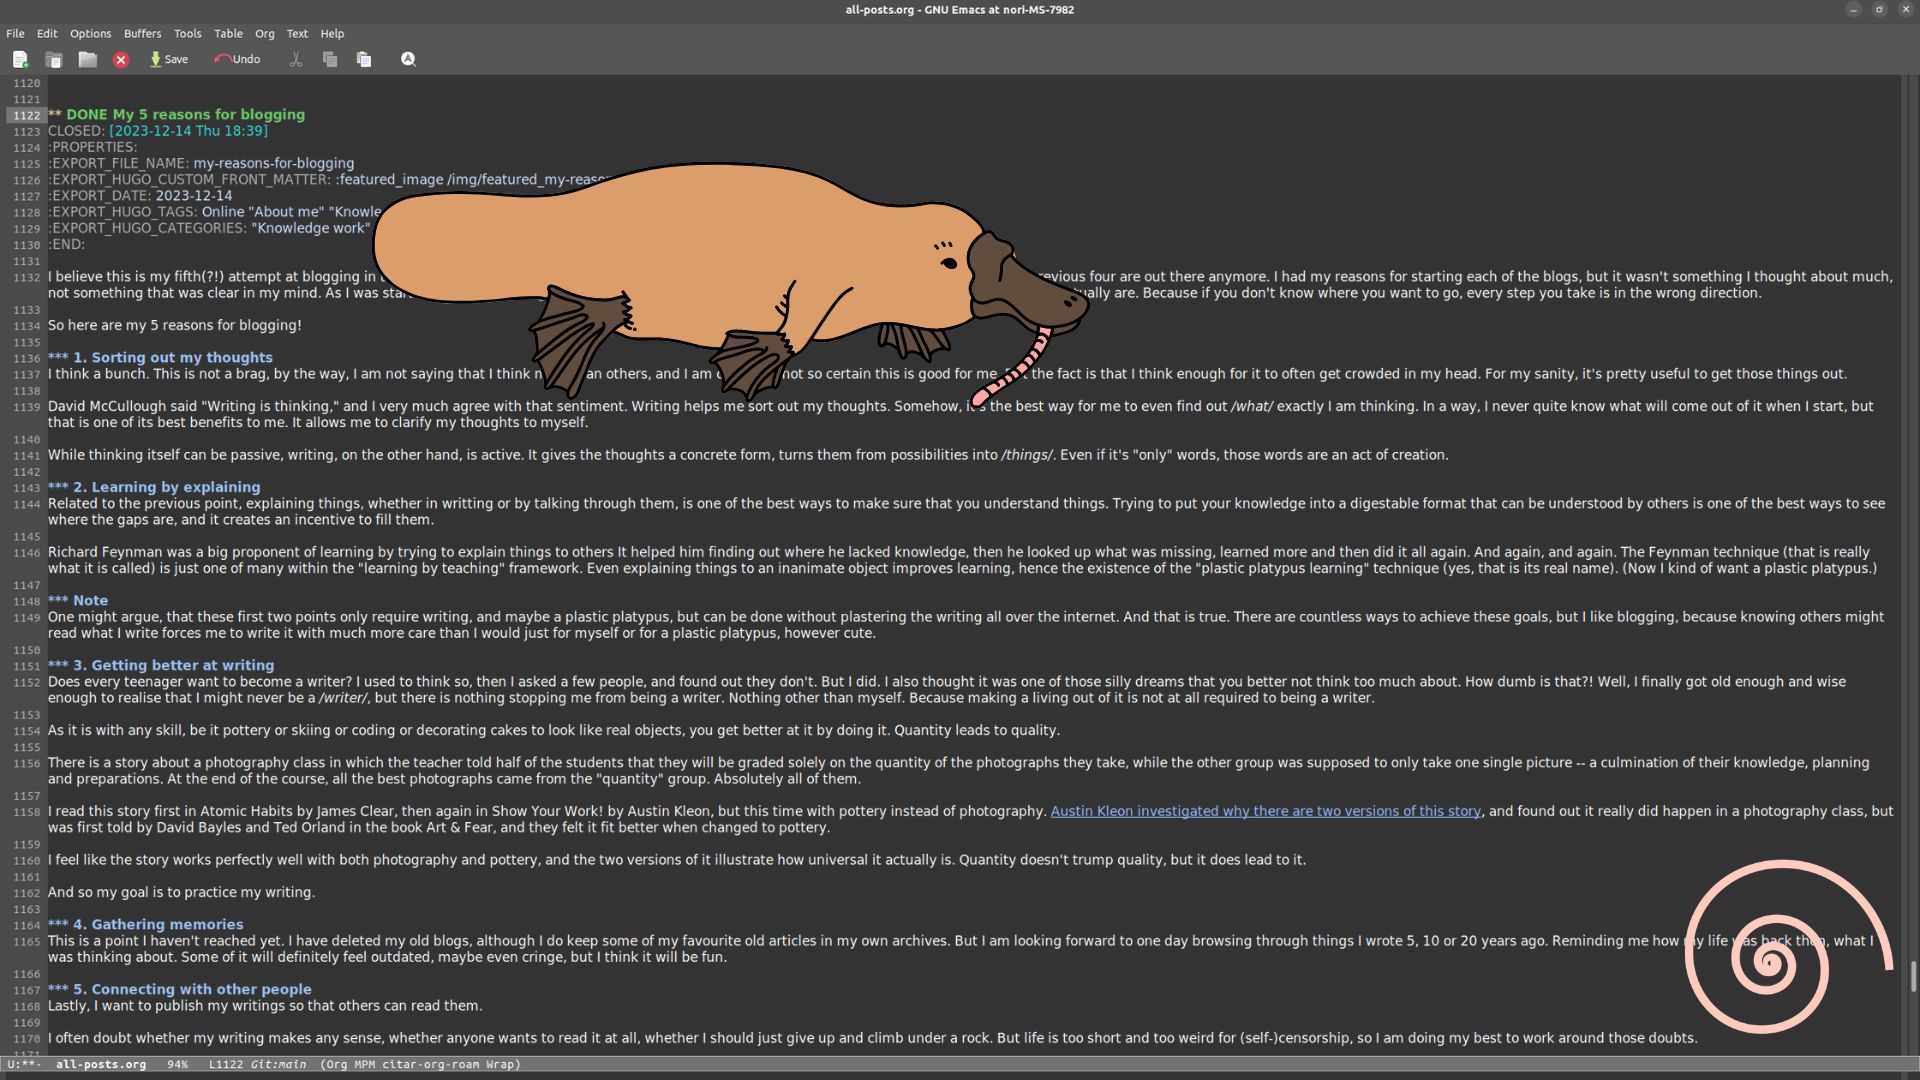 all-posts.org - GNU Emacs at nori-MS-7982
File Edit Options Buffers Tools Table Org Text Help
Save Undo
1120
1121
1122 ** DONE My 5 reasons for blogging
1123 CLOSED: [2023-12-14 Thu 18:39]
1124 :PROPERTIES:
1125 :EXPORT_FILE_NAME: my-reasons-for-blogging
1126 :EXPORT_HUGO_CUSTOM_FRONT_MATTER: :featured_image /img/featured_my-reaso
1127 :EXPORT_DATE: 2023-12-14
1128 :EXPORT_HUGO_TAGS: Online "About me" "Knowle
1129 :EXPORT_HUGO_CATEGORIES: "Knowledge work"
1130 :END:
1131
1132 I believe this is my fifth(?!) attempt at blogging in evious four are out there anymore. I had my reasons for starting each of the blogs, but it wasn't something I thought about much,
not something that was clear in my mind. As I was star ually are. Because if you don't know where you want to go, every step you take is in the wrong direction.
1133
1134 So here are my 5 reasons for blogging!
1135
1136 *** 1. Sorting out my thoughts
1137 I think a bunch. This is not a brag, by the way, I am not saying that I think an others, and I am not so certain this is good for me. the fact is that I think enough for it to often get crowded in my head. For my sanity, it's pretty useful to get those things out.
1138
1139 David McCullough said "Writing is thinking," and I very much agree with that sentiment. Writing helps me sort out my thoughts. Somehow, it's the best way for me to even find out /what/ exactly I am thinking. In a way, I never quite know what will come out of it when I start, but
that is one of its best benefits to me. It allows me to clarify my thoughts to myself.
1140
1141 While thinking itself can be passive, writing, on the other hand, is active. It gives the thoughts a concrete form, turns them from possibilities into /things/. Even if it's "only" words, those words are an act of creation.
1142
1143 *** 2. Learning by explaining
1144 Related to the previous point, explaining things, whether in writting or by talking through them, is one of the best ways to make sure that you understand things. Trying to put your knowledge into a digestable format that can be understood by others is one of the best ways to see
where the gaps are, and it creates an incentive to fill them.
1145
1146 Richard Feynman was a big proponent of learning by trying to explain things to others It helped him finding out where he lacked knowledge, then he looked up what was missing, learned more and then did it all again. And again, and again. The Feynman technique (that is really
what it is called) is just one of many within the "learning by teaching" framework. Even explaining things to an inanimate object improves learning, hence the existence of the "plastic platypus learning" technique (yes, that is its real name). (Now I kind of want a plastic platypus.)
1147
1148 *** Note
1149 One might argue, that these first two points only require writing, and maybe a plastic platypus, but can be done without plastering the writing all over the internet. And that is true. There are countless ways to achieve these goals, but I like blogging, because knowing others might
read what I write forces me to write it with much more care than I would just for myself or for a plastic platypus, however cute.
1150
1151 *** 3. Getting better at writing
1152 Does every teenager want to become a writer? I used to think so, then I asked a few people, and found out they don't. But I did. I also thought it was one of those silly dreams that you better not think too much about. How dumb is that?! Well, I finally got old enough and wise
enough to realise that I might never be a /writer/, but there is nothing stopping me from being a writer. Nothing other than myself. Because making a living out of it is not at all required to being a writer.
1153
1154 As it is with any skill, be it pottery or skiing or coding or decorating cakes to look like real objects, you get better at it by doing it. Quantity leads to quality.
1155
1156 There is a story about a photography class in which the teacher told half of the students that they will be graded solely on the quantity of the photographs they take, while the other group was supposed to only take one single picture -- a culmination of their knowledge, planning
and preparations. At the end of the course, all the best photographs came from the "quantity" group. Absolutely all of them.
1157
1158 I read this story first in Atomic Habits by James Clear, then again in Show Your Work! by Austin Kleon, but this time with pottery instead of photography. Austin Kleon investigated why there are two versions of this story, and found out it really did happen in a photography class, but
was first told by David Bayles and Ted Orland in the book Art & Fear, and they felt it fit better when changed to pottery.
1159
1160 I feel like the story works perfectly well with both photography and pottery, and the two versions of it illustrate how universal it actually is. Quantity doesn't trump quality, but it does lead to it.
1161
1162 And so my goal is to practice my writing.
1163
1164 *** 4. Gathering memories
1165 This is a point I haven't reached yet. I have deleted my old blogs, although I do keep some of my favourite old articles in my own archives. But I am looking forward to one day browsing through things I wrote 5, 10 or 20 years ago. Reminding me how my life was back then, what I
was thinking about. Some of it will definitely feel outdated, maybe even cringe, but I think it will be fun.
1166
1167 *** 5. Connecting with other people
1168 Lastly, I want to publish my writings so that others can read them.
1169
1170 I often doubt whether my writing makes any sense, whether anyone wants to read it at all, whether I should just give up and climb under a rock. But life is too short and too weird for (self-)censorship, so I am doing my best to work around those doubts.
1171
U:**- all-posts.org 94% L1122 Git:main (Org MPM citar-org-roam Wrap)